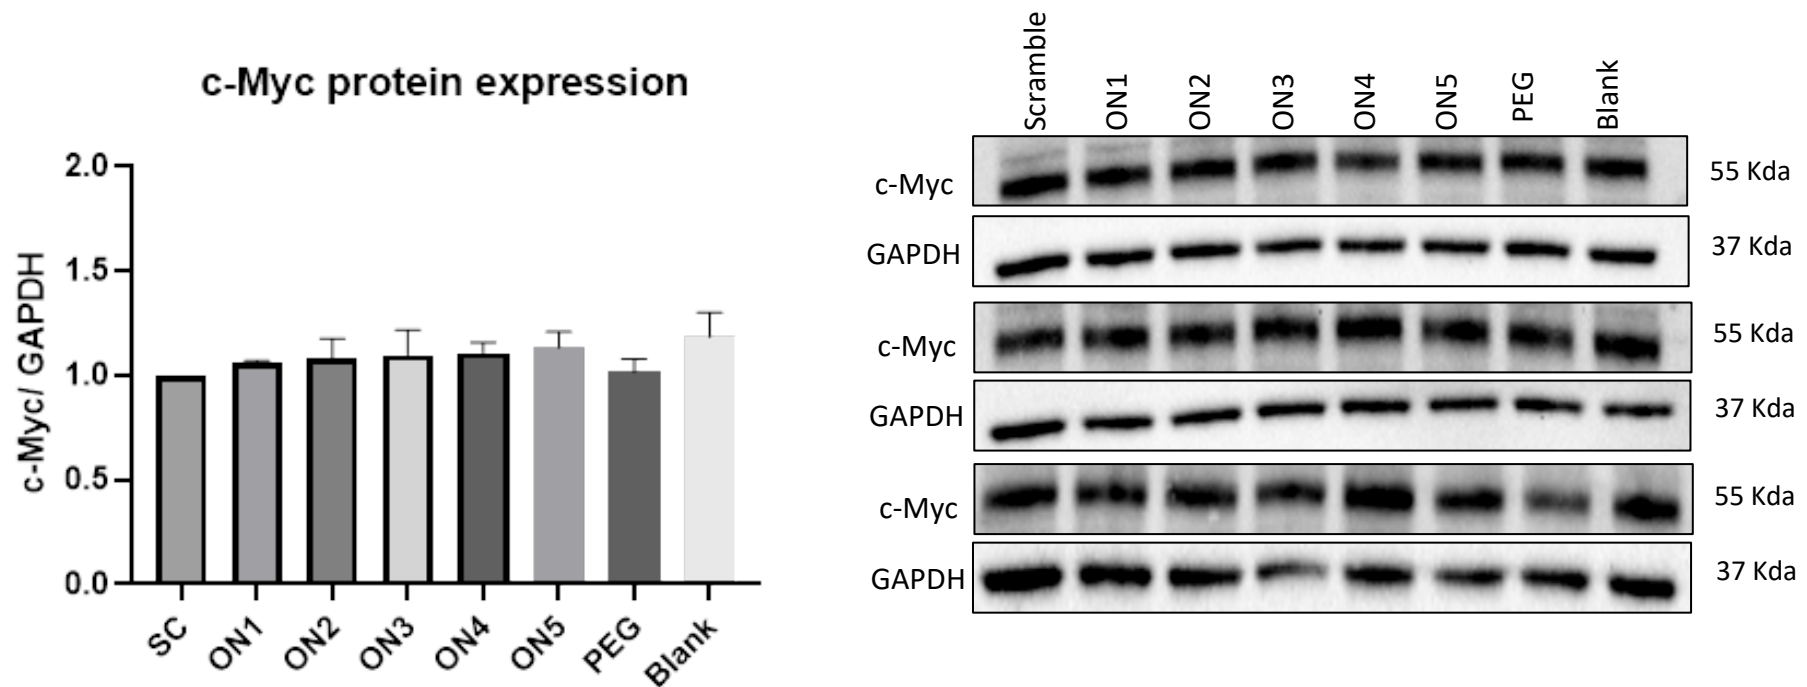 c-Myc protein expression
c-Myc/ GAPDH
2.0
1.5
1.0
0.5
0.0
SC
ON1
ON2
ON3
ON4
ON5
PEG
Blank
Scramble
ON1
ON2
ON3
ON4
ON5
PEG
Blank
c-Myc
55 Kda
GAPDH
37 Kda
c-Myc
55 Kda
GAPDH
37 Kda
c-Myc
55 Kda
GAPDH
37 Kda